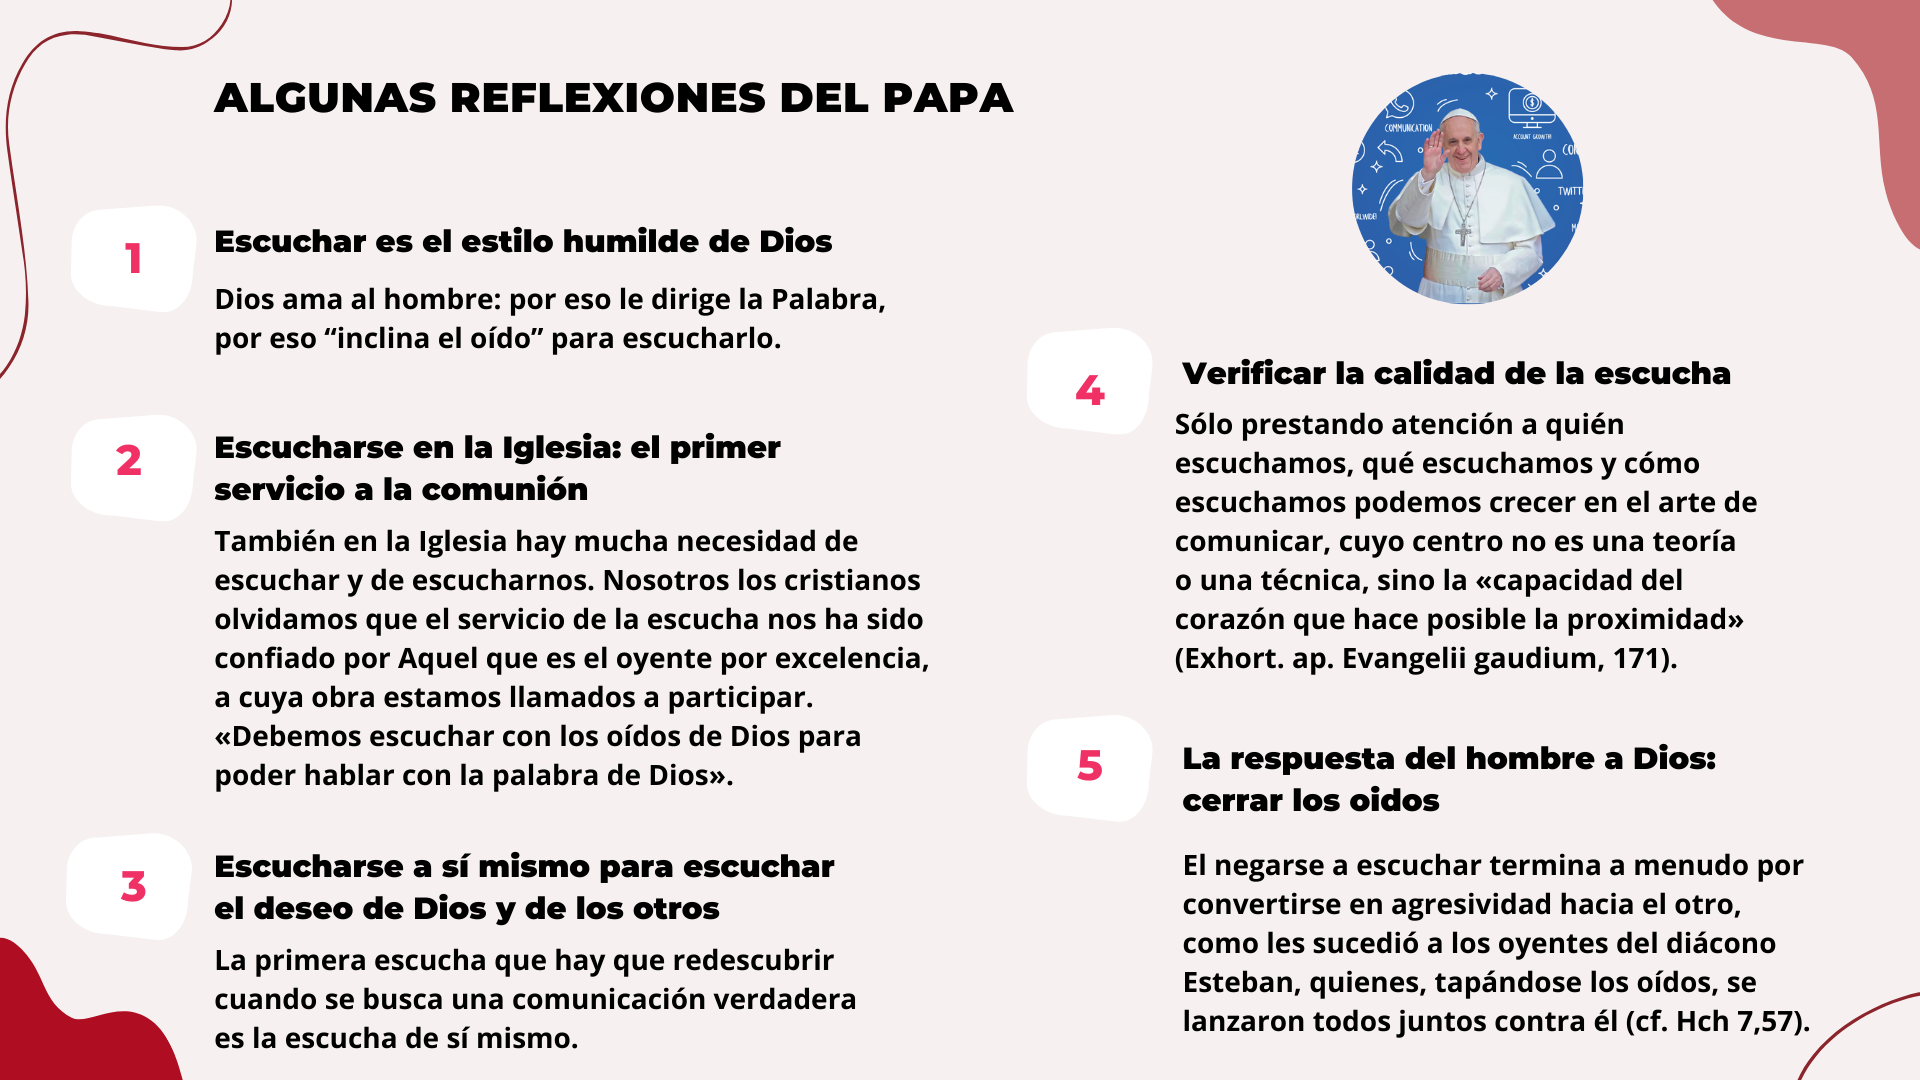 ALGUNAS REFLEXIONES DEL PAPA
1
Escuchar es el estilo humilde de Dios
Dios ama al hombre: por eso le dirige la Palabra,
por eso “inclina el oído” para escucharlo.
2
Escucharse en la Iglesia: el primer
servicio a la comunión
También en la Iglesia hay mucha necesidad de
escuchar y de escucharnos. Nosotros los cristianos
olvidamos que el servicio de la escucha nos ha sido
confiado por Aquel que es el oyente por excelencia,
a cuya obra estamos llamados a participar.
«Debemos escuchar con los oídos de Dios para
poder hablar con la palabra de Dios».
3
Escucharse a sí mismo para escuchar
el deseo de Dios y de los otros
La primera escucha que hay que redescubrir
cuando se busca una comunicación verdadera
es la escucha de sí mismo.
COMMUNICATION
ACCOUNT GROWTH
CO
TWITT
M
4
Verificar la calidad de la escucha
Sólo prestando atención a quién
escuchamos, qué escuchamos y cómo
escuchamos podemos crecer en el arte de
comunicar, cuyo centro no es una teoría
o una técnica, sino la «capacidad del
corazón que hace posible la proximidad»
(Exhort. ap. Evangelii gaudium, 171).
5
La respuesta del hombre a Dios:
cerrar los oidos
El negarse a escuchar termina a menudo por
convertirse en agresividad hacia el otro,
como les sucedió a los oyentes del diácono
Esteban, quienes, tapándose los oídos, se
lanzaron todos juntos contra él (cf. Hch 7,57).